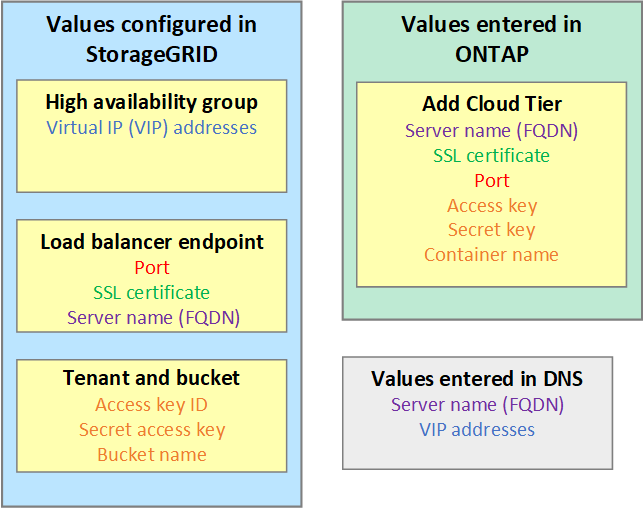 Values configured in
StorageGRID
High availability group
Virtual IP (VIP) addresses
Load balancer endpoint
Port
SSL certificate
Server name (FQDN)
Tenant and bucket
Access key ID
Secret access key
Bucket name
Values entered in
ONTAP
Add Cloud Tier
Server name (FQDN)
SSL certificate
Port
Access key
Secret key
Container name
Values entered in DNS
Server name (FQDN)
VIP addresses